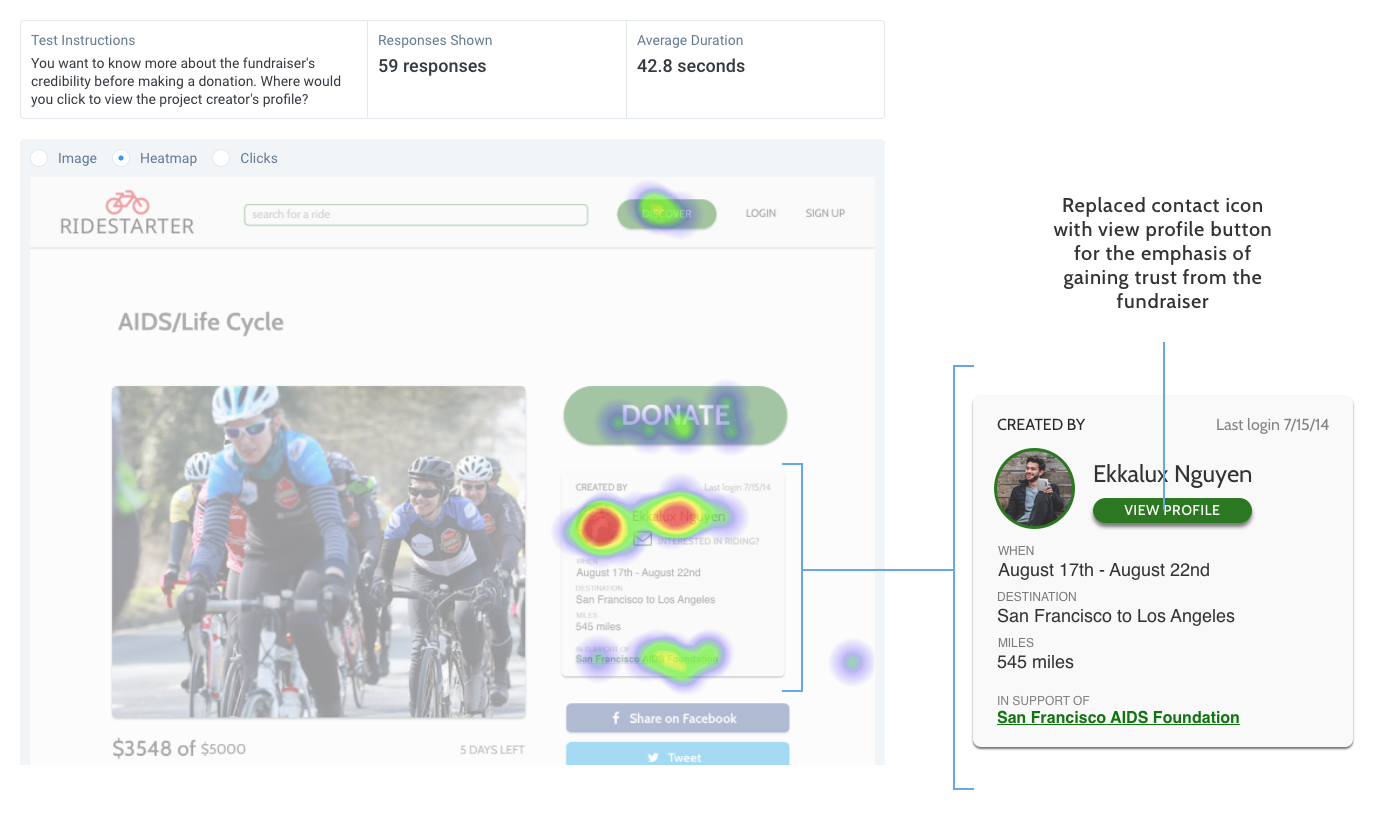 Test Instructions
You want to know more about the fundraiser's
credibility before making a donation. Where would
you click to view the project creator's profile?
Responses Shown
59 responses
Average Duration
42.8 seconds
Image Heatmap Clicks
RIDESTARTER
search for a ride
DISCOVER
LOGIN
SIGN UP
AIDS/Life Cycle
DONATE
CREATED BY
Last login 7/15/14
Ekkalux Nguyen
INTERESTED IN RIDING?
WHEN
August 17th - August 22nd
DESTINATION
San Francisco to Los Angeles
MILES
545 miles
IN SUPPORT OF
San Francisco AIDS Foundation
Share on Facebook
Tweet
$3548 of $5000
5 DAYS LEFT
Replaced contact icon
with view profile button
for the emphasis of
gaining trust from the
fundraiser
CREATED BY
Last login 7/15/14
Ekkalux Nguyen
VIEW PROFILE
WHEN
August 17th - August 22nd
DESTINATION
San Francisco to Los Angeles
MILES
545 miles
IN SUPPORT OF
San Francisco AIDS Foundation